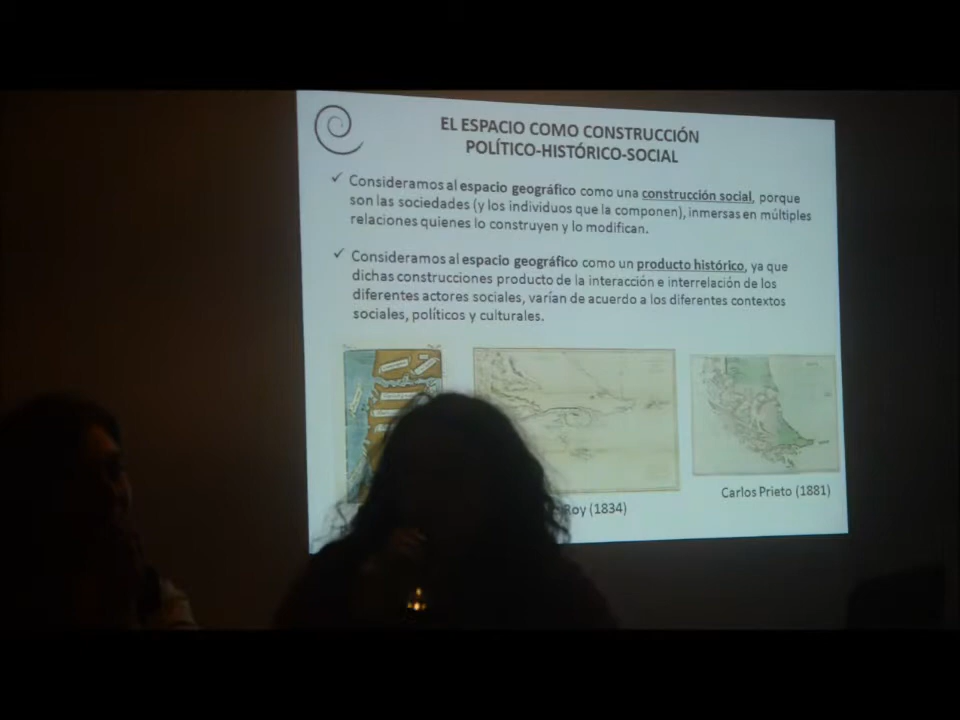 EL ESPACIO COMO CONSTRUCCIÓN
POLÍTICO-HISTÓRICO-SOCIAL
✓ Consideramos al espacio geográfico como una construcción social, porque
son las sociedades (y los individuos que la componen), inmersas en múltiples
relaciones quienes lo construyen y lo modifican.
✓ Consideramos al espacio geográfico como un producto histórico, ya que
dichas construcciones producto de la interacción e interrelación de los
diferentes actores sociales, varían de acuerdo a los diferentes contextos
sociales, políticos y culturales.
Roy (1834)
Carlos Prieto (1881)